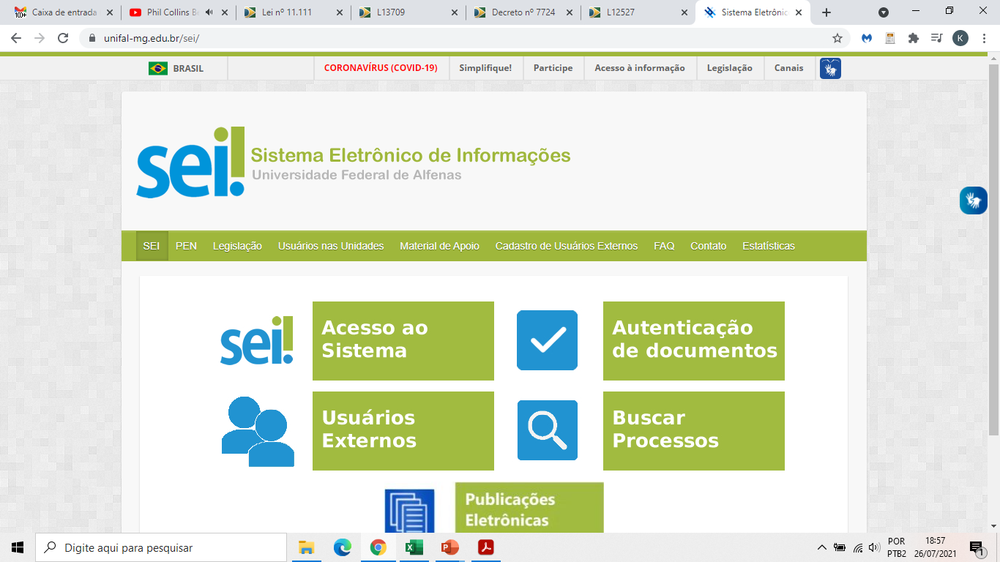 100+
Caixa de entrada
Phil Collins Be
Lei nº 11.111
L13709
Decreto nº 7724
L12527
Sistema Eletrônic
unifal-mg.edu.br/sei/
K
BRASIL
CORONAVÍRUS (COVID-19)
Simplifique!
Participe
Acesso à informação
Legislação
Canais
sei!
Sistema Eletrônico de Informações
Universidade Federal de Alfenas
SEI
PEN
Legislação
Usuários nas Unidades
Material de Apoio
Cadastro de Usuários Externos
FAQ
Contato
Estatísticas
sei!
Acesso ao
Sistema
Autenticação
de documentos
Usuários
Externos
Buscar
Processos
Publicações
Eletrônicas
Digite aqui para pesquisar
POR
PTB2
18:57
26/07/2021
1